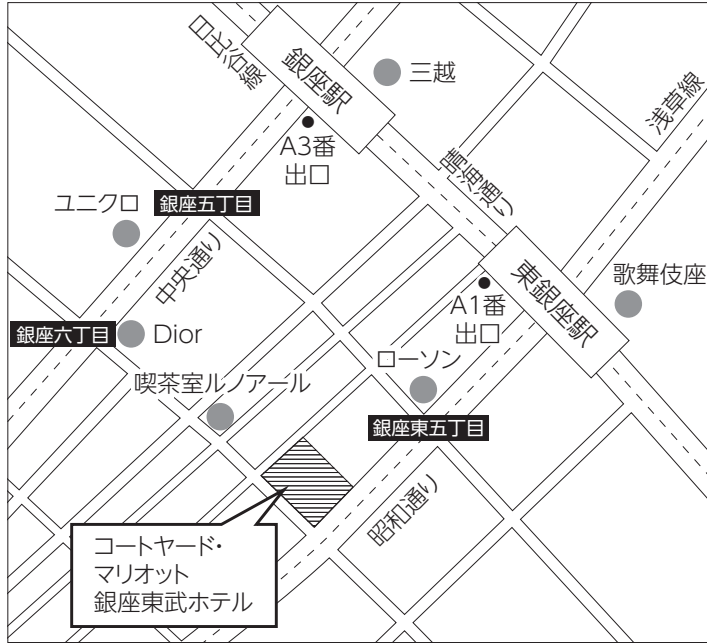 日比谷線
銀座駅
三越
浅草線
A3番
出口
晴海通り
ユニクロ
銀座五丁目
中央通り
東銀座駅
歌舞伎座
A1番
出口
銀座六丁目
Dior
ローソン
喫茶室ルノアール
銀座東五丁目
昭和通り
コートヤード・
マリオット
銀座東武ホテル